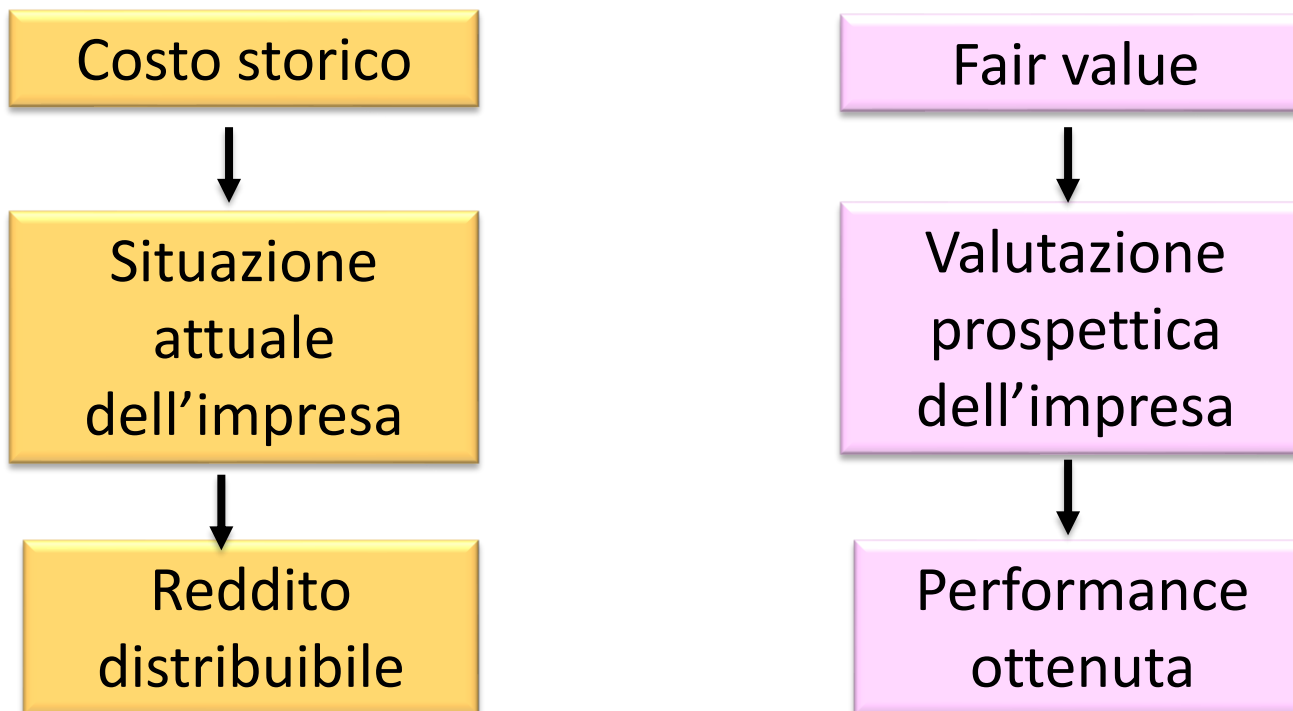 Costo storico
Situazione
attuale
dell’impresa
Reddito
distribuibile
Fair value
Valutazione
prospettica
dell’impresa
Performance
ottenuta